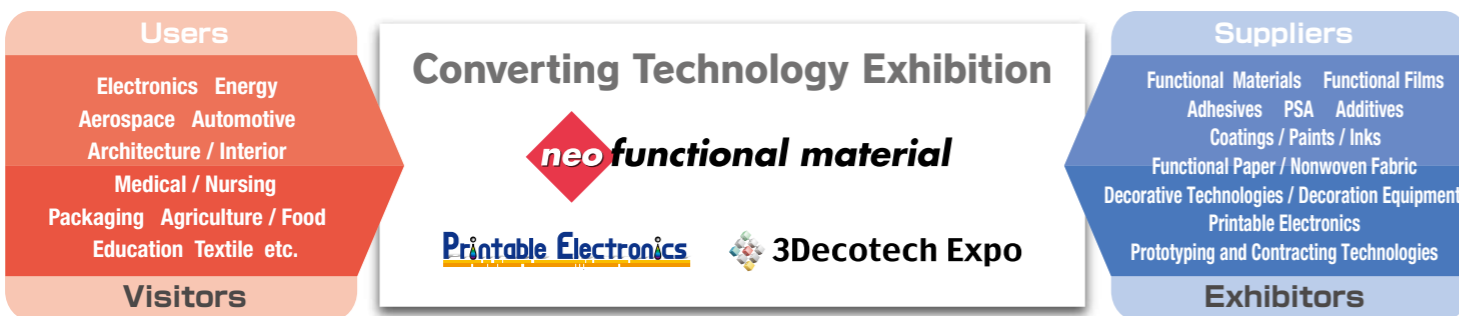 Users
Electronics Energy
Aerospace Automotive
Architecture / Interior
Medical / Nursing
Packaging Agriculture / Food
Education Textile etc.
Visitors
Converting Technology Exhibition
neo functional material
Printable Electronics
3Decotech Expo
Suppliers
Functional Materials Functional Films
Adhesives PSA Additives
Coatings / Paints / Inks
Functional Paper / Nonwoven Fabric
Decorative Technologies / Decoration Equipment
Printable Electronics
Prototyping and Contracting Technologies
Exhibitors